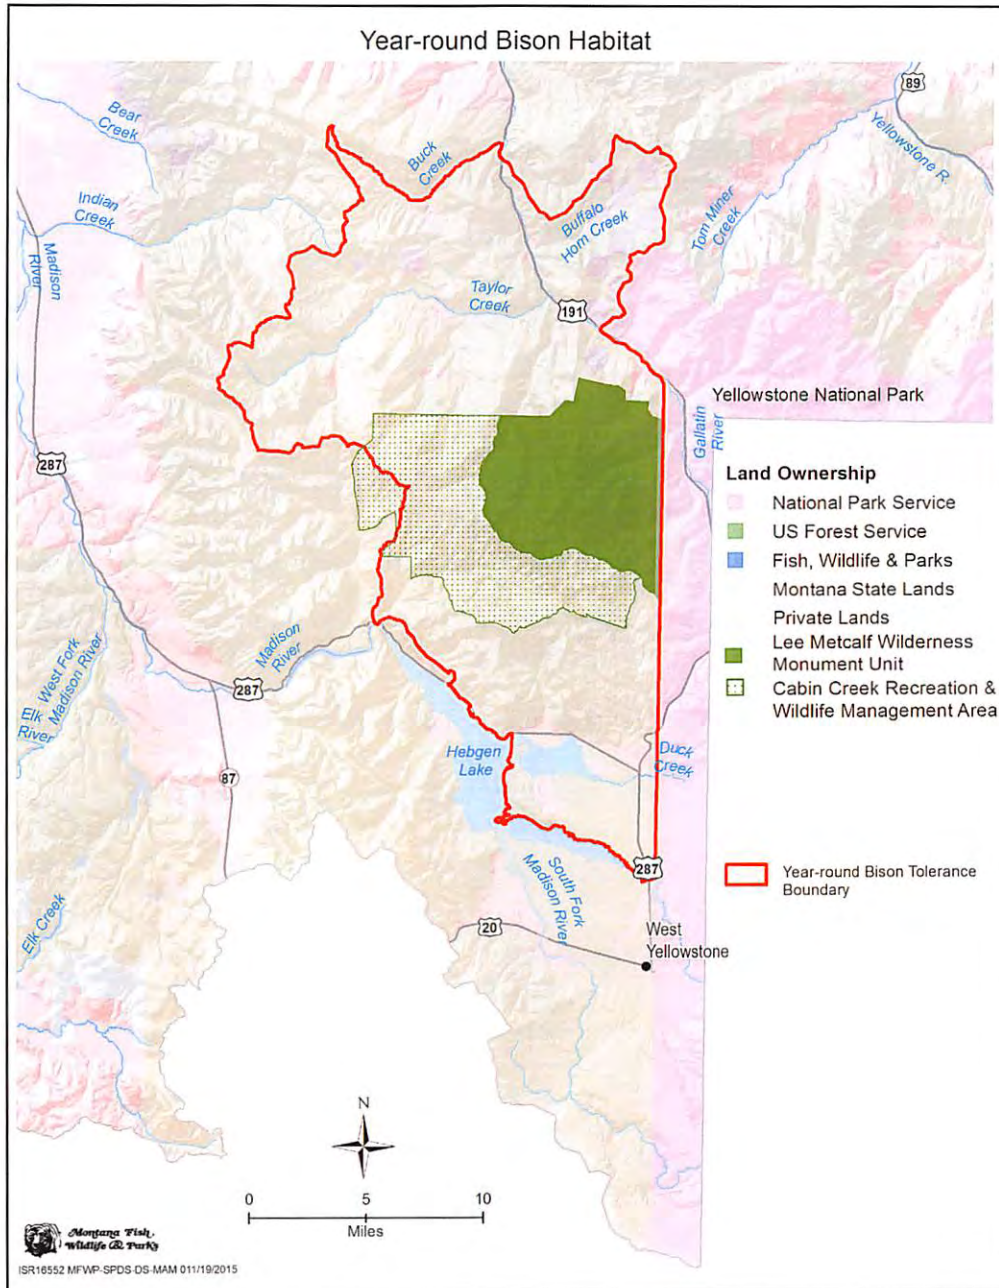 Year-round Bison Habitat
89
Bear
Creek
Buck
Creek
Yellowstone R.
Indian
Creek
Buffalo
Horn Creek
Tom Miner
Creek
Madison
River
Taylor
Creek
191
Yellowstone National Park
Gallatin
River
287
Land Ownership
National Park Service
US Forest Service
Fish, Wildlife & Parks
Montana State Lands
Private Lands
Lee Metcalf Wilderness
Monument Unit
Cabin Creek Recreation &
Wildlife Management Area
West Fork
Madison River
Madison
River
287
Elk
River
Hebgen
Lake
Duck
Creek
87
287
Year-round Bison Tolerance
Boundary
South Fork
Madison River
Elk Creek
20
West
Yellowstone
N
0 5 10
Miles
Montana Fish,
Wildlife & Parks
ISR16552 MFWP-SPDS-DS-MAM 011/19/2015